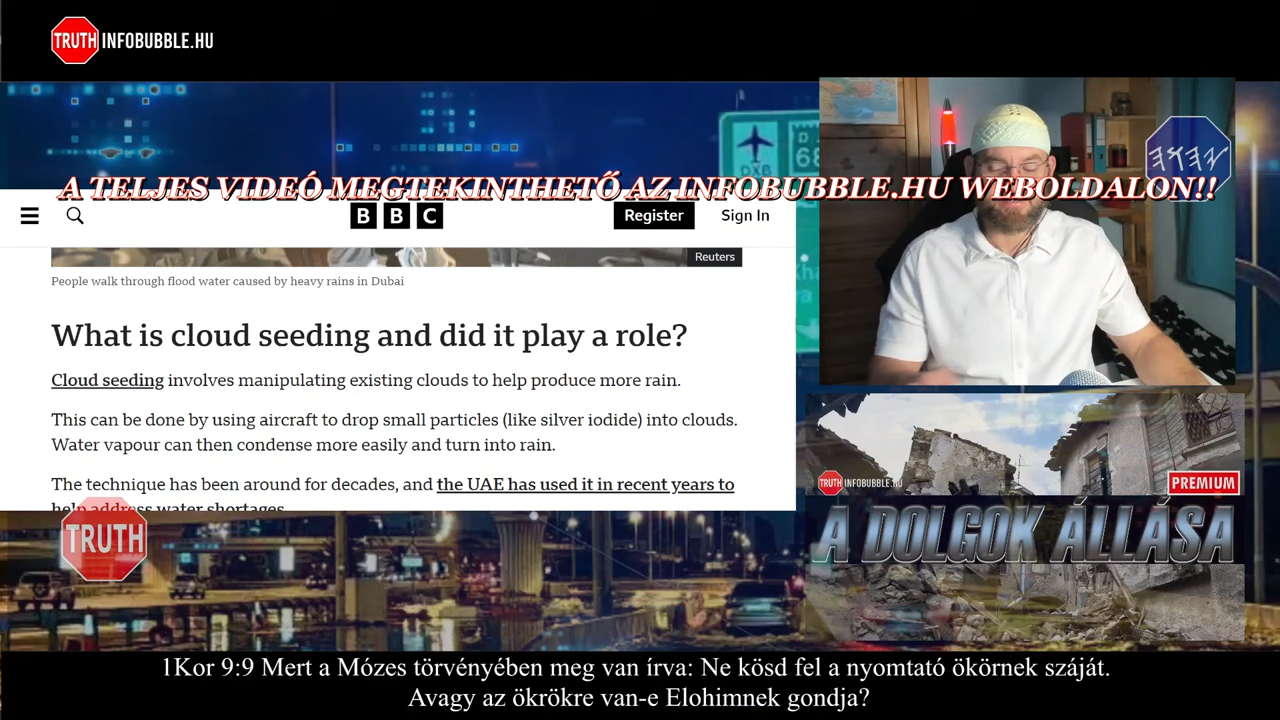 TRUTH INFOBUBBLE.HU
A TELJES VIDEÓ MEGTEKINTHETŐ AZ INFOBUBBLE.HU WEBOLDALON!!
BBC
Register
Sign In
Reuters
People walk through flood water caused by heavy rains in Dubai
What is cloud seeding and did it play a role?
Cloud seeding involves manipulating existing clouds to help produce more rain.
This can be done by using aircraft to drop small particles (like silver iodide) into clouds.
Water vapour can then condense more easily and turn into rain.
The technique has been around for decades, and the UAE has used it in recent years to
help address water shortages.
DXB
68
𐤉𐤄𐤅𐤄
TRUTH INFOBUBBLE.HU
PREMIUM
A DOLGOK ÁLLÁSA
TRUTH
1Kor 9:9 Mert a Mózes törvényében meg van írva: Ne kösd fel a nyomtató ökörnek száját.
Avagy az ökrökre van-e Elohimnek gondja?